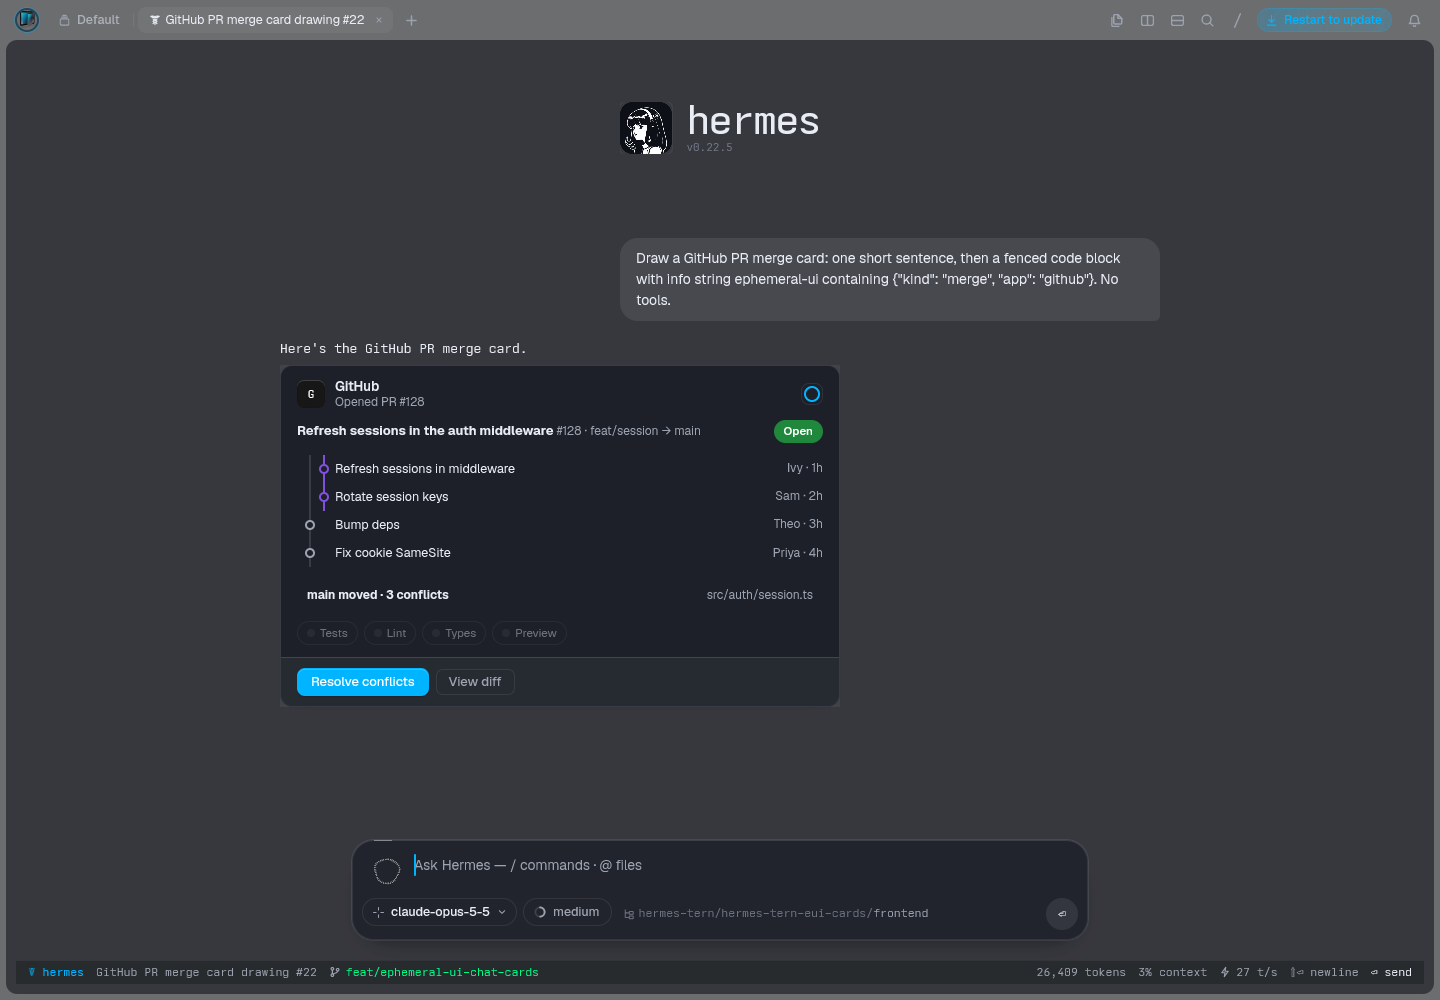 Default
GitHub PR merge card drawing #22
Restart to update
hermes
v0.22.5
Draw a GitHub PR merge card: one short sentence, then a fenced code block
with info string ephemeral-ui containing {"kind": "merge", "app": "github"}. No
tools.
Here's the GitHub PR merge card.
G
GitHub
Opened PR #128
Refresh sessions in the auth middleware #128 · feat/session → main
Open
Refresh sessions in middleware
Ivy · 1h
Rotate session keys
Sam · 2h
Bump deps
Theo · 3h
Fix cookie SameSite
Priya · 4h
main moved · 3 conflicts
src/auth/session.ts
Tests
Lint
Types
Preview
Resolve conflicts
View diff
Ask Hermes — / commands · @ files
claude-opus-5-5
medium
hermes-tern/hermes-tern-eui-cards/frontend
hermes
GitHub PR merge card drawing #22
feat/ephemeral-ui-chat-cards
26,409 tokens
3% context
27 t/s
newline
send